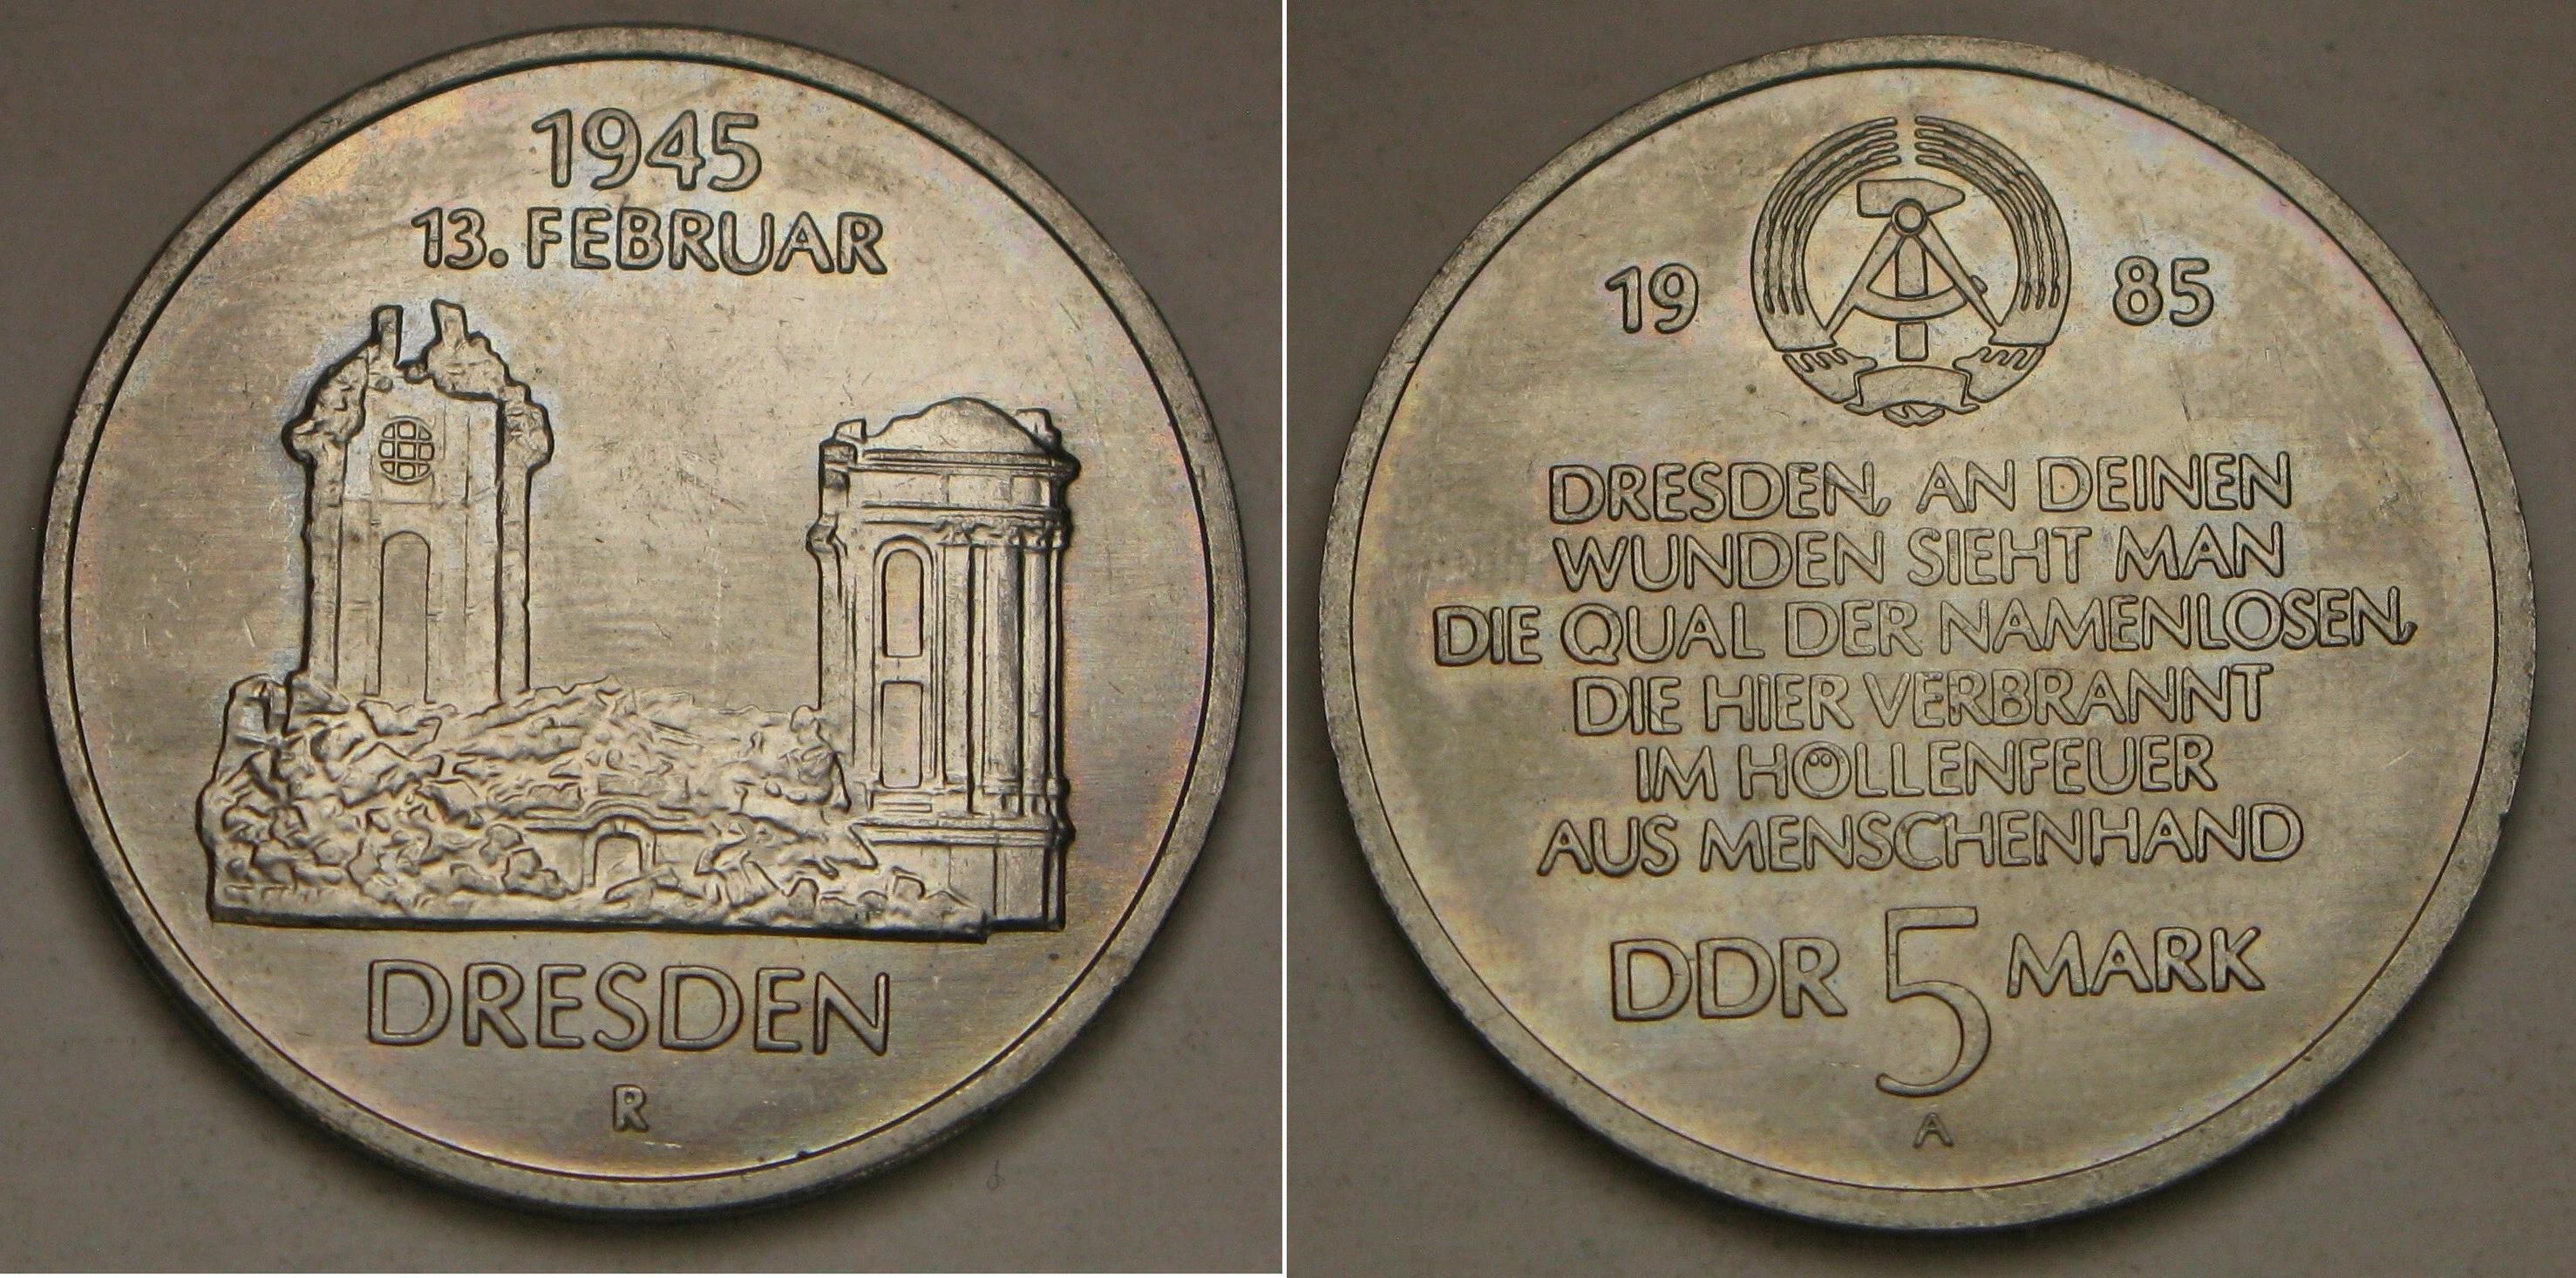 1945
13. FEBRUAR
DRESDEN
R
19 85
DRESDEN, AN DEINEN
WUNDEN SIEHT MAN
DIE QUAL DER NAMENLOSEN,
DIE HIER VERBRANNT
IM HÖLLENFEUER
AUS MENSCHENHAND
DDR 5 MARK
A